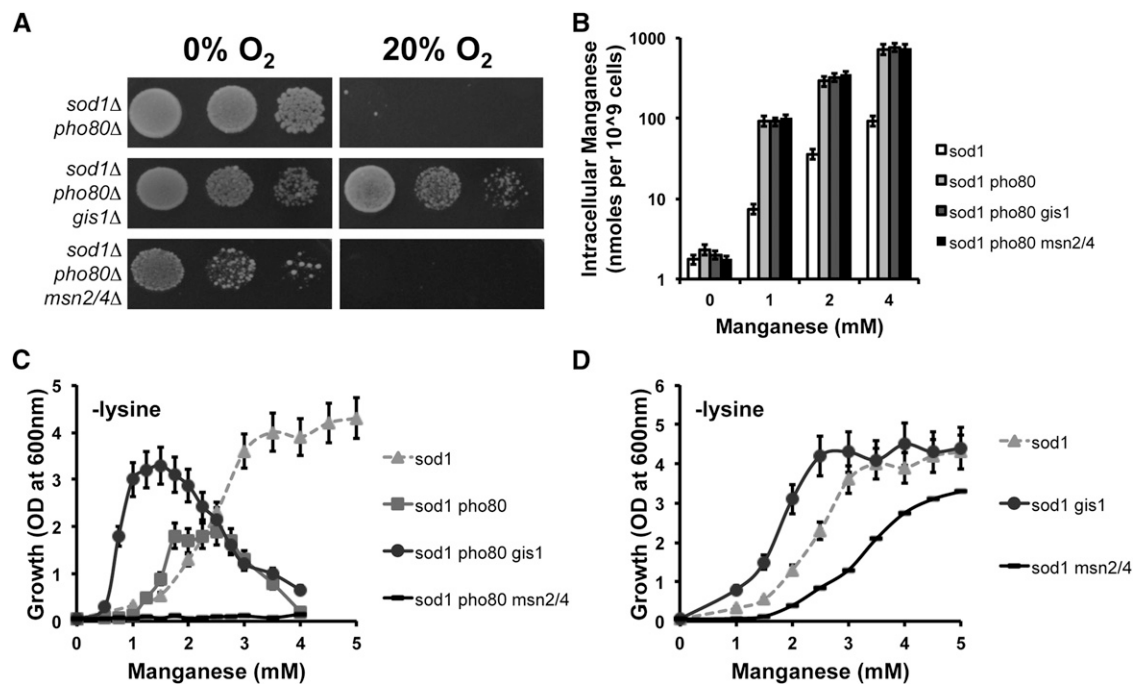 A
0% O2
20% O2
sod1Δ
pho80Δ
sod1Δ
pho80Δ
gis1Δ
sod1Δ
pho80Δ
msn2/4Δ
B
Intracellular Manganese
(nmoles per 10^9 cells)
1000
100
10
1
0
1
2
4
Manganese (mM)
sod1
sod1 pho80
sod1 pho80 gis1
sod1 pho80 msn2/4
C
Growth (OD at 600nm)
5
4
3
2
1
0
-lysine
0
1
2
3
4
5
Manganese (mM)
sod1
sod1 pho80
sod1 pho80 gis1
sod1 pho80 msn2/4
D
Growth (OD at 600nm)
6
5
4
3
2
1
0
-lysine
0
1
2
3
4
5
Manganese (mM)
sod1
sod1 gis1
sod1 msn2/4